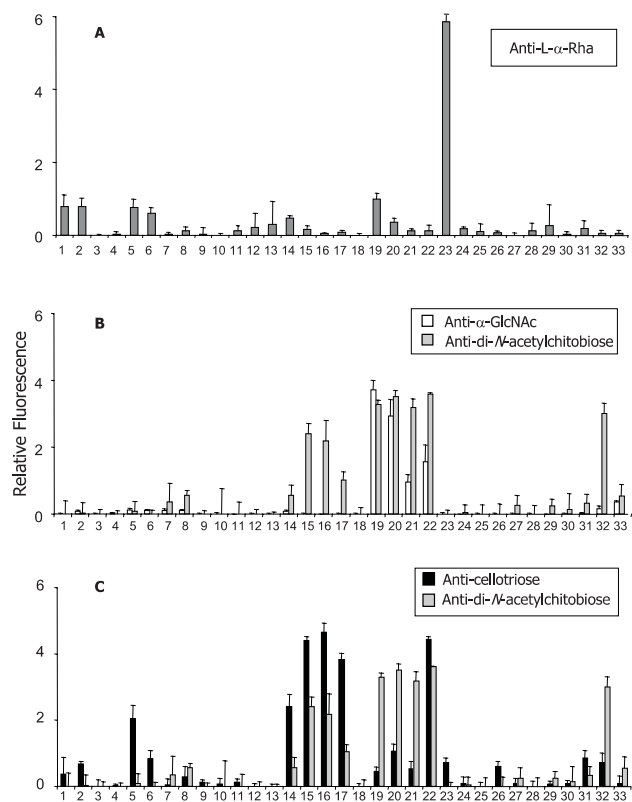 A
Anti-L-α-Rha
6
4
2
0
1 2 3 4 5 6 7 8 9 10 11 12 13 14 15 16 17 18 19 20 21 22 23 24 25 26 27 28 29 30 31 32 33
B
Anti-α-GlcNAc
Anti-di-N-acetylchitobiose
Relative Fluorescence
6
4
2
0
1 2 3 4 5 6 7 8 9 10 11 12 13 14 15 16 17 18 19 20 21 22 23 24 25 26 27 28 29 30 31 32 33
C
Anti-cellotriose
Anti-di-N-acetylchitobiose
6
4
2
0
1 2 3 4 5 6 7 8 9 10 11 12 13 14 15 16 17 18 19 20 21 22 23 24 25 26 27 28 29 30 31 32 33